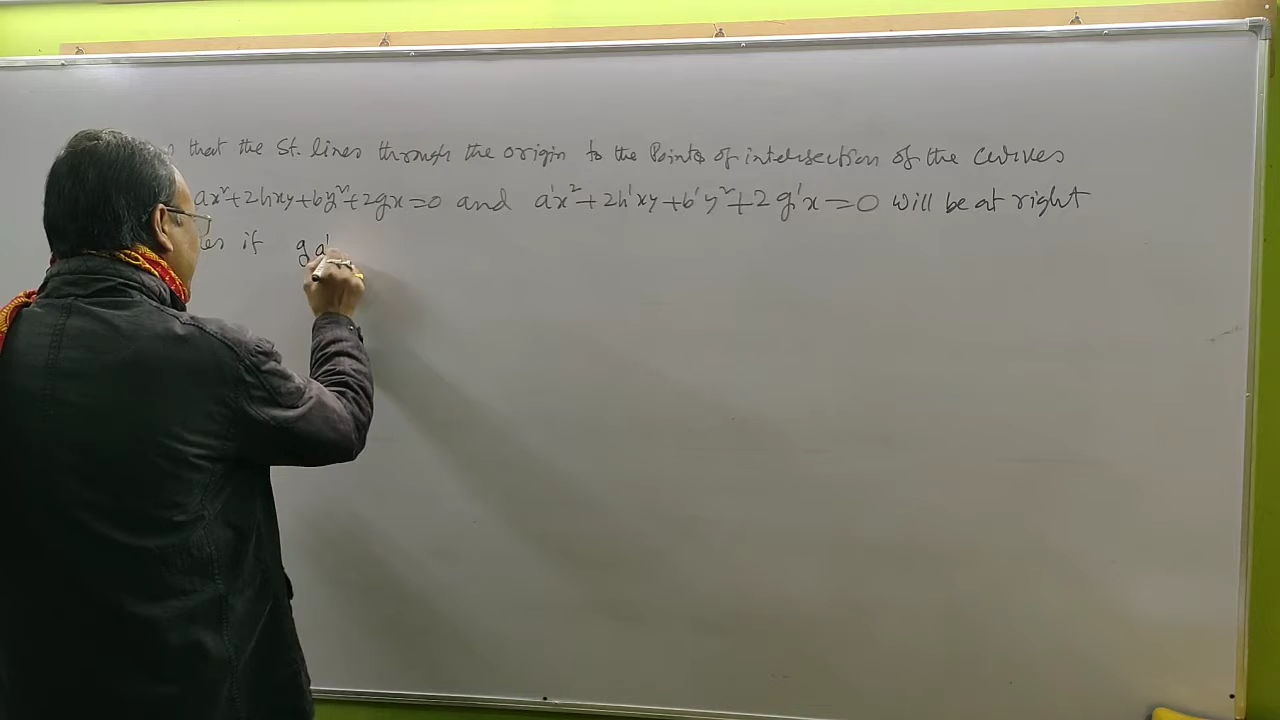 that the St. lines through the origin to the Points of intersection of the curves
ax²+2hxy+by²+2gx=0 and a'x²+2h'xy+b'y²+2g'x=0 will be at right
if ga'